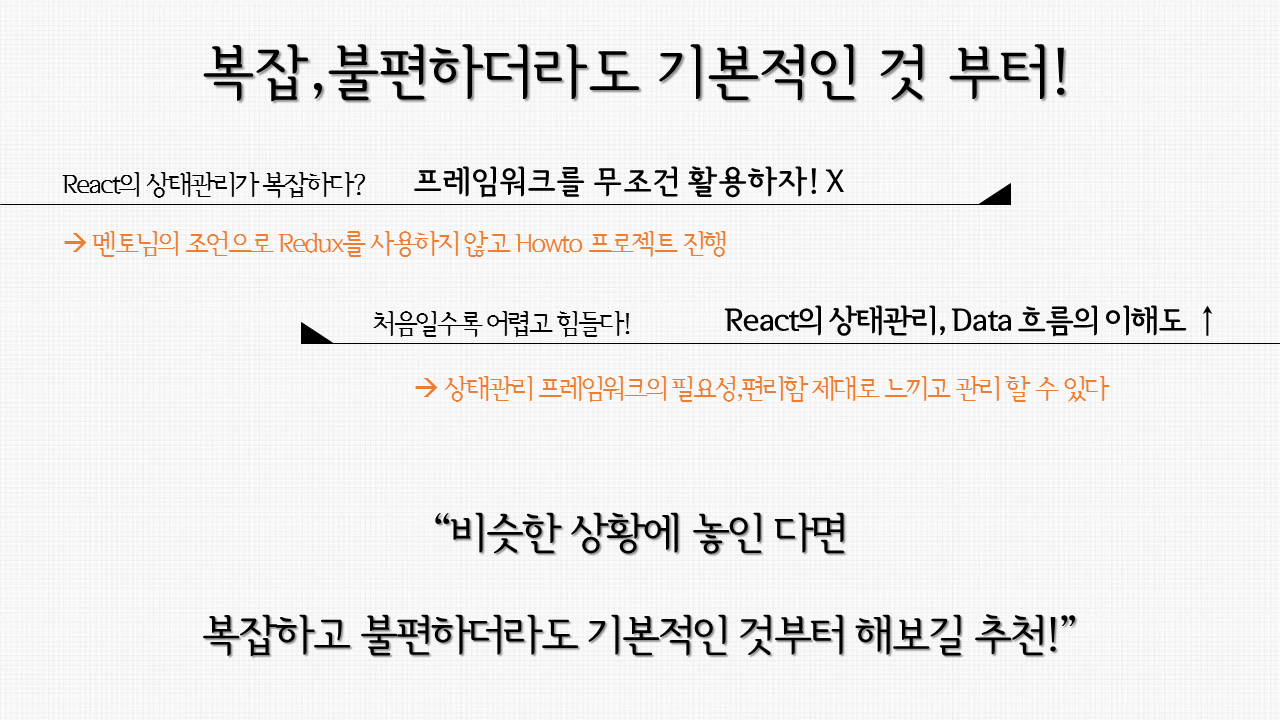 복잡,불편하더라도 기본적인 것 부터!
React의 상태관리가 복잡하다? 프레임워크를 무조건 활용하자! X
→ 멘토님의 조언으로 Redux를 사용하지 않고 Howto 프로젝트 진행
처음일수록 어렵고 힘들다! React의 상태관리, Data 흐름의 이해도 ↑
→ 상태관리 프레임워크의 필요성,편리함 제대로 느끼고 관리 할 수 있다
“비슷한 상황에 놓인 다면
복잡하고 불편하더라도 기본적인 것부터 해보길 추천!”